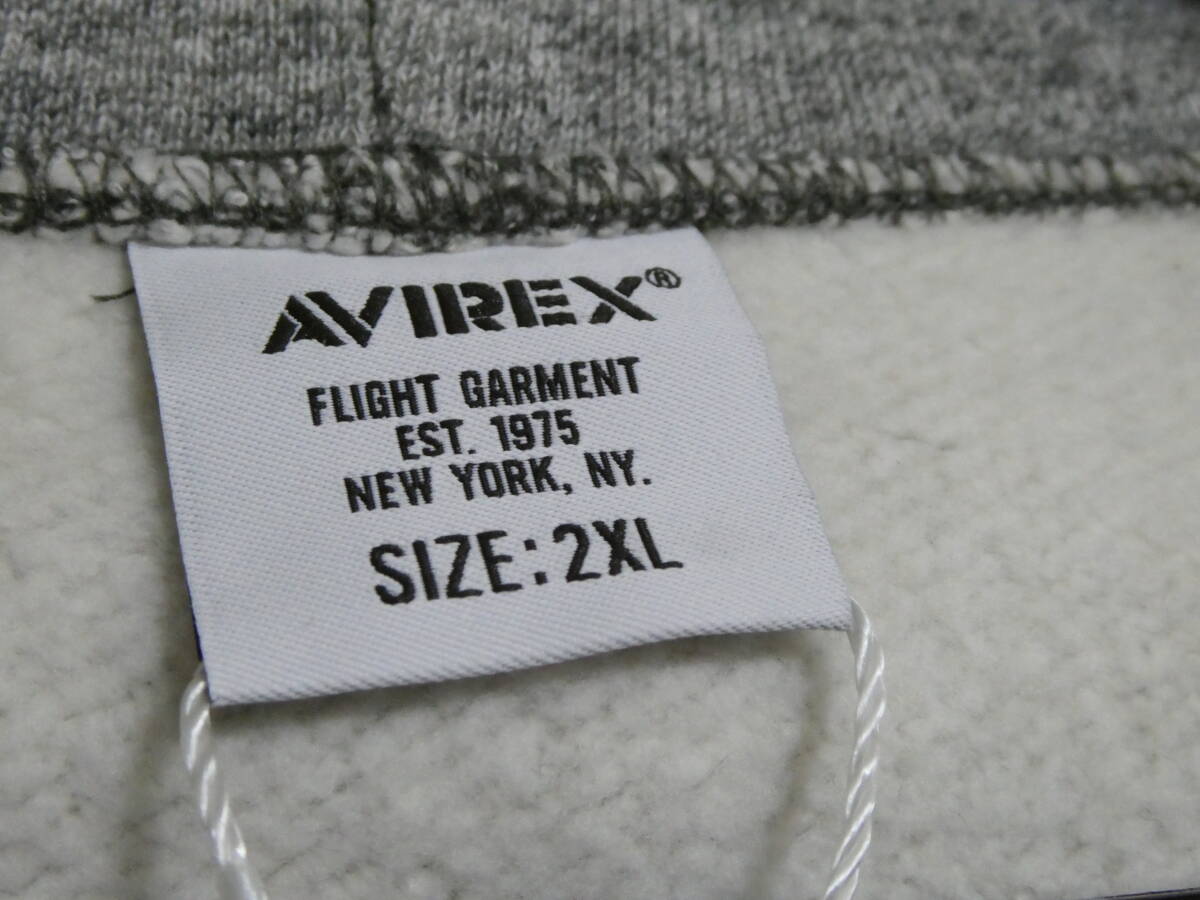 AVIREX®
FLIGHT GARMENT
EST. 1975
NEW YORK, NY.
SIZE: 2XL